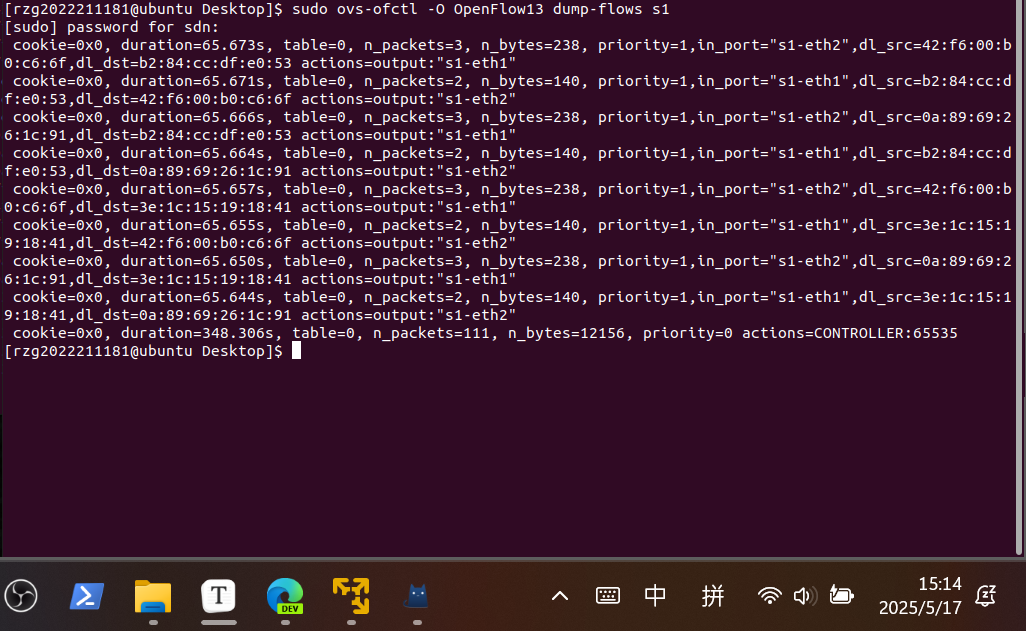 [rzg2022211181@ubuntu Desktop]$ sudo ovs-ofctl -O OpenFlow13 dump-flows s1
[sudo] password for sdn:
 cookie=0x0, duration=65.673s, table=0, n_packets=3, n_bytes=238, priority=1,in_port="s1-eth2",dl_src=42:f6:00:b
0:c6:6f,dl_dst=b2:84:cc:df:e0:53 actions=output:"s1-eth1"
 cookie=0x0, duration=65.671s, table=0, n_packets=2, n_bytes=140, priority=1,in_port="s1-eth1",dl_src=b2:84:cc:d
f:e0:53,dl_dst=42:f6:00:b0:c6:6f actions=output:"s1-eth2"
 cookie=0x0, duration=65.666s, table=0, n_packets=3, n_bytes=238, priority=1,in_port="s1-eth2",dl_src=0a:89:69:2
6:1c:91,dl_dst=b2:84:cc:df:e0:53 actions=output:"s1-eth1"
 cookie=0x0, duration=65.664s, table=0, n_packets=2, n_bytes=140, priority=1,in_port="s1-eth1",dl_src=b2:84:cc:d
f:e0:53,dl_dst=0a:89:69:26:1c:91 actions=output:"s1-eth2"
 cookie=0x0, duration=65.657s, table=0, n_packets=3, n_bytes=238, priority=1,in_port="s1-eth2",dl_src=42:f6:00:b
0:c6:6f,dl_dst=3e:1c:15:19:18:41 actions=output:"s1-eth1"
 cookie=0x0, duration=65.655s, table=0, n_packets=2, n_bytes=140, priority=1,in_port="s1-eth1",dl_src=3e:1c:15:1
9:18:41,dl_dst=42:f6:00:b0:c6:6f actions=output:"s1-eth2"
 cookie=0x0, duration=65.650s, table=0, n_packets=3, n_bytes=238, priority=1,in_port="s1-eth2",dl_src=0a:89:69:2
6:1c:91,dl_dst=3e:1c:15:19:18:41 actions=output:"s1-eth1"
 cookie=0x0, duration=65.644s, table=0, n_packets=2, n_bytes=140, priority=1,in_port="s1-eth1",dl_src=3e:1c:15:1
9:18:41,dl_dst=0a:89:69:26:1c:91 actions=output:"s1-eth2"
 cookie=0x0, duration=348.306s, table=0, n_packets=111, n_bytes=12156, priority=0 actions=CONTROLLER:65535
[rzg2022211181@ubuntu Desktop]$
T
DEV
中
拼
15:14
2025/5/17